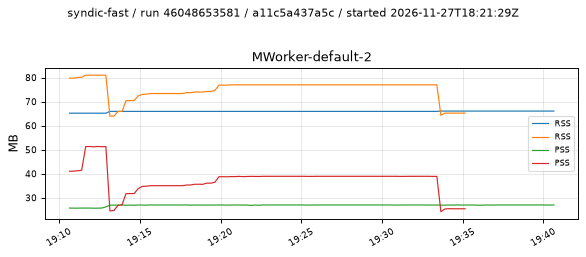 syndic-fast / run 46048653581 / a11c5a437a5c / started 2026-11-27T18:21:29Z
MWorker-default-2
MB
80
70
60
50
40
30
RSS
RSS
PSS
PSS
19:10
19:15
19:20
19:25
19:30
19:35
19:40